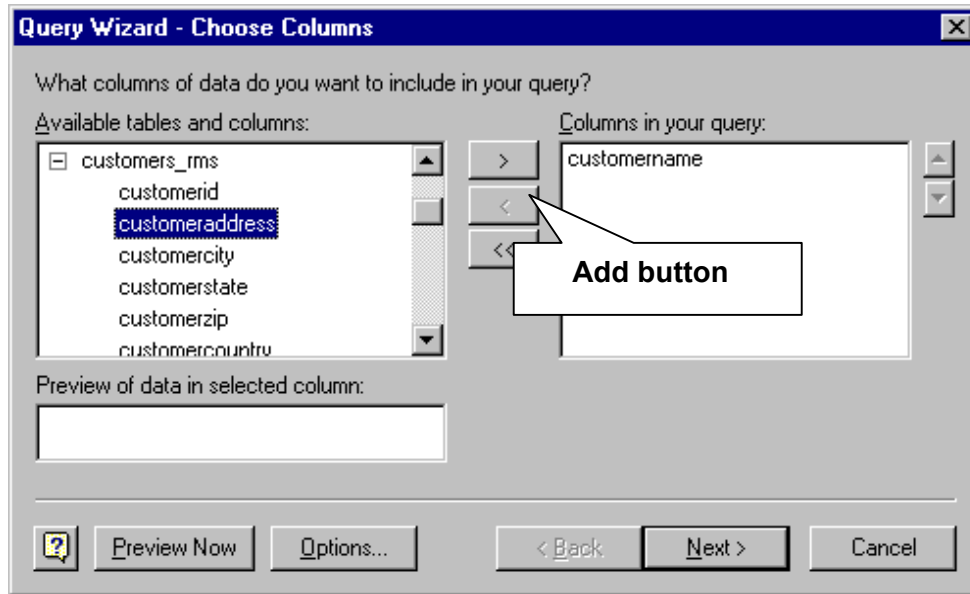 Query Wizard - Choose Columns
What columns of data do you want to include in your query?
Available tables and columns:
Columns in your query:
customers_rms
customerid
customeraddress
customercity
customerstate
customerzip
customercountry
>
<
<<
customername
Add button
Preview of data in selected column:
?
Preview Now
Options...
< Back
Next >
Cancel